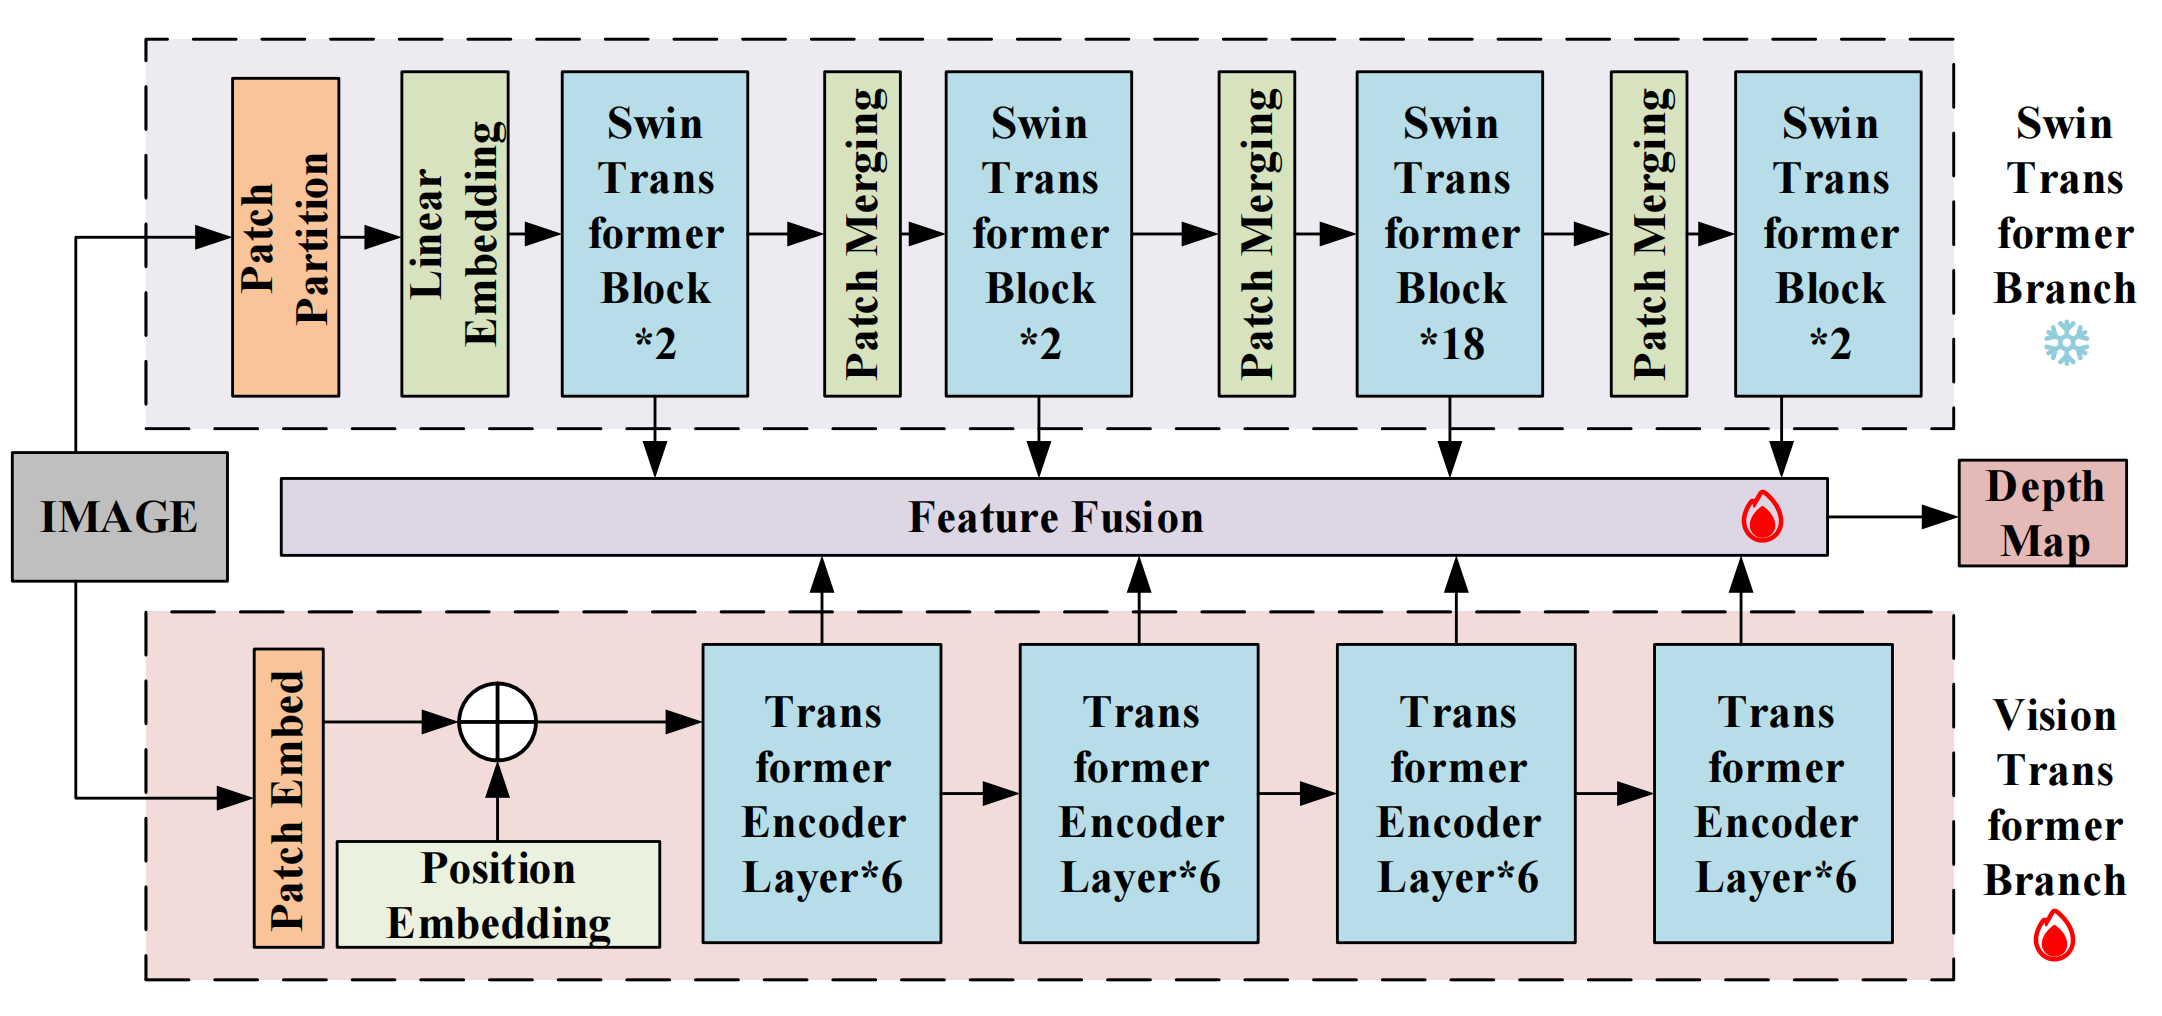 Patch
Partition
Linear
Embedding
Swin
Trans
former
Block
*2
Patch Merging
Swin
Trans
former
Block
*2
Patch Merging
Swin
Trans
former
Block
*18
Patch Merging
Swin
Trans
former
Block
*2
Swin
Trans
former
Branch
IMAGE
Feature Fusion
Depth
Map
Patch Embed
Position
Embedding
Trans
former
Encoder
Layer*6
Trans
former
Encoder
Layer*6
Trans
former
Encoder
Layer*6
Trans
former
Encoder
Layer*6
Vision
Trans
former
Branch